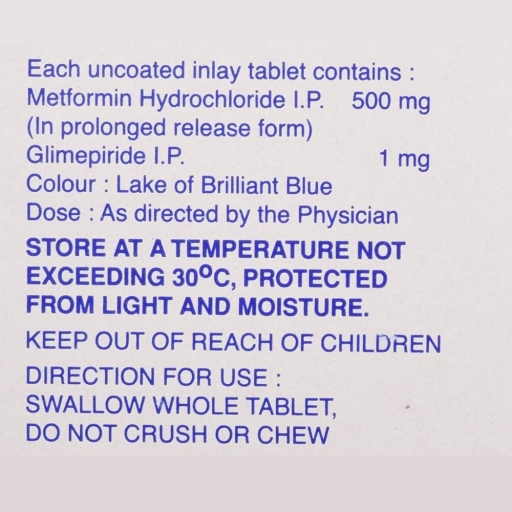 Each uncoated inlay tablet contains :
Metformin Hydrochloride I.P. 500 mg
(In prolonged release form)
Glimepiride I.P. 1 mg
Colour : Lake of Brilliant Blue
Dose : As directed by the Physician
STORE AT A TEMPERATURE NOT
EXCEEDING 30⁰C, PROTECTED
FROM LIGHT AND MOISTURE.
KEEP OUT OF REACH OF CHILDREN
DIRECTION FOR USE :
SWALLOW WHOLE TABLET,
DO NOT CRUSH OR CHEW